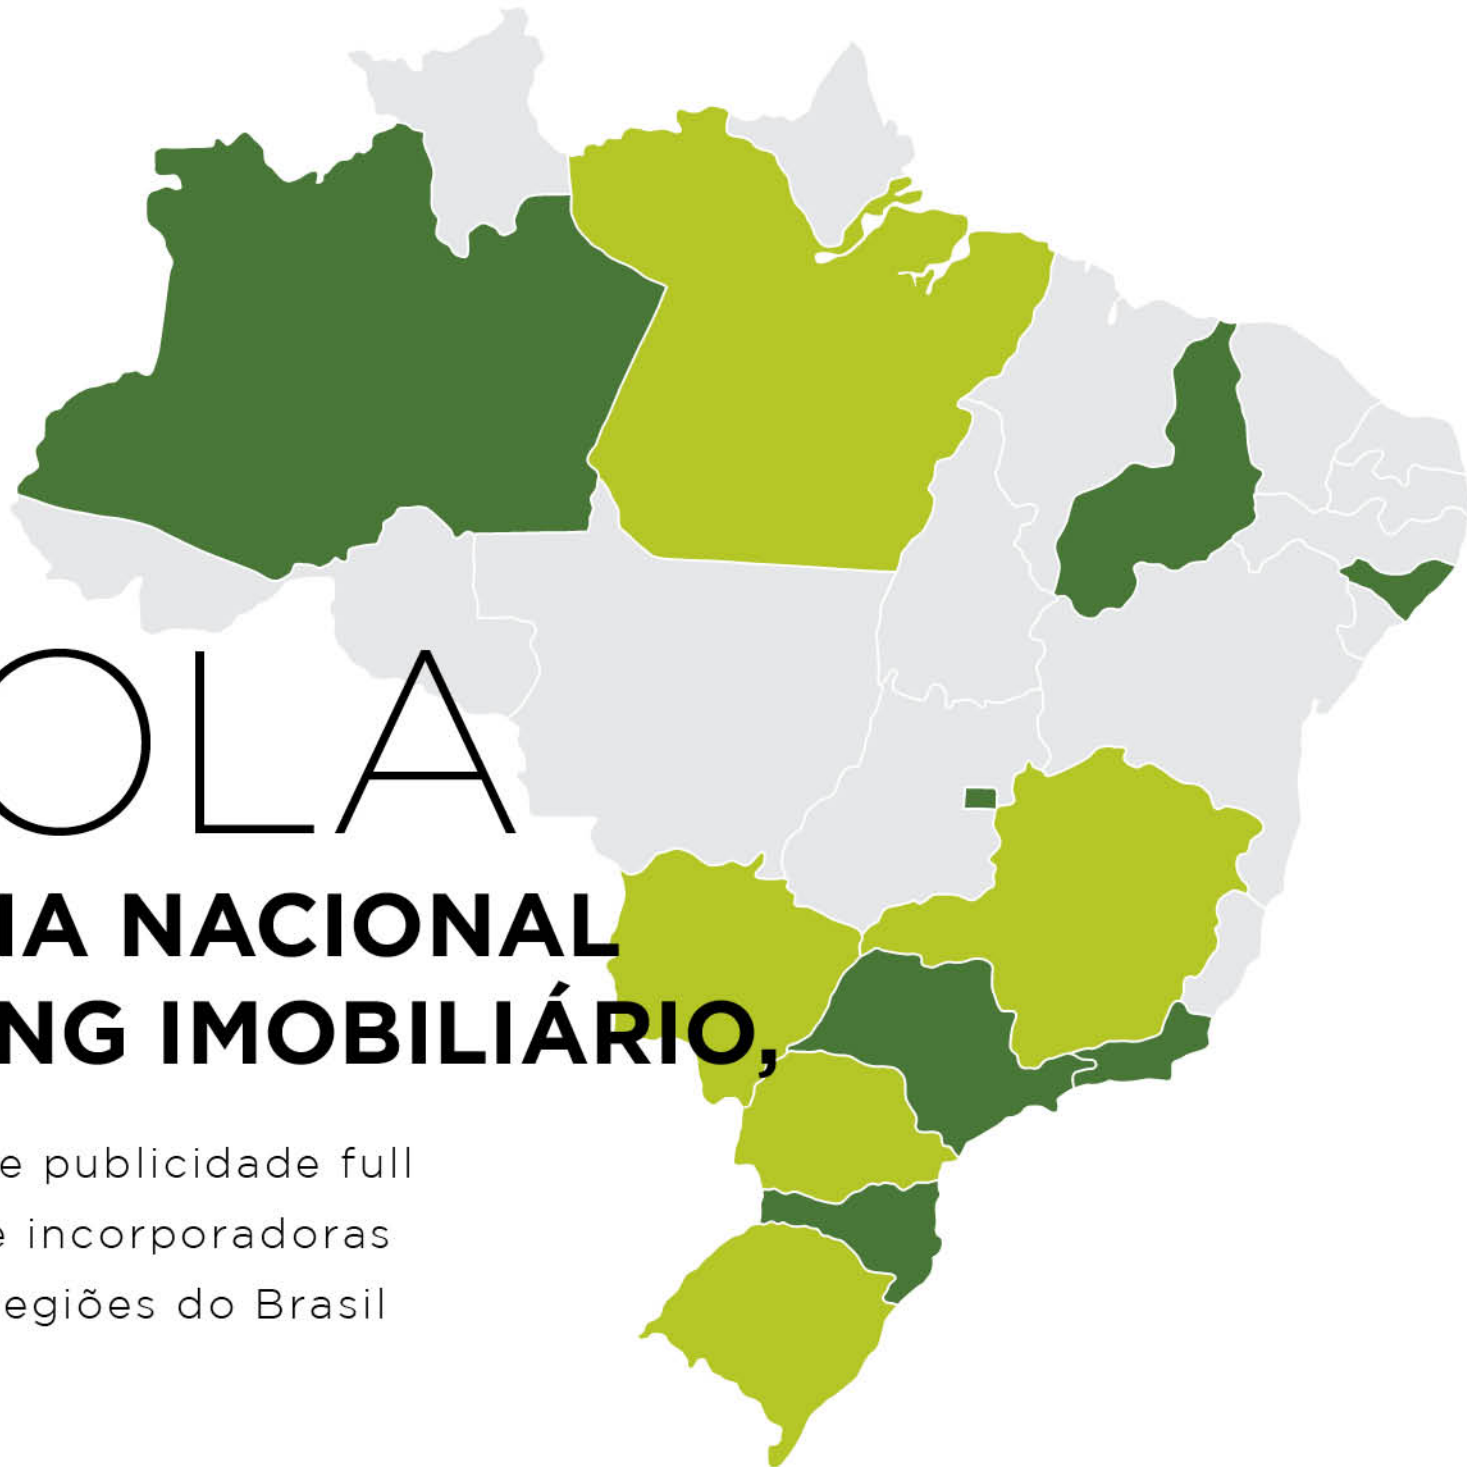 OLA
IA NACIONAL
NG IMOBILIÁRIO,
e publicidade full
e incorporadoras
egiões do Brasil